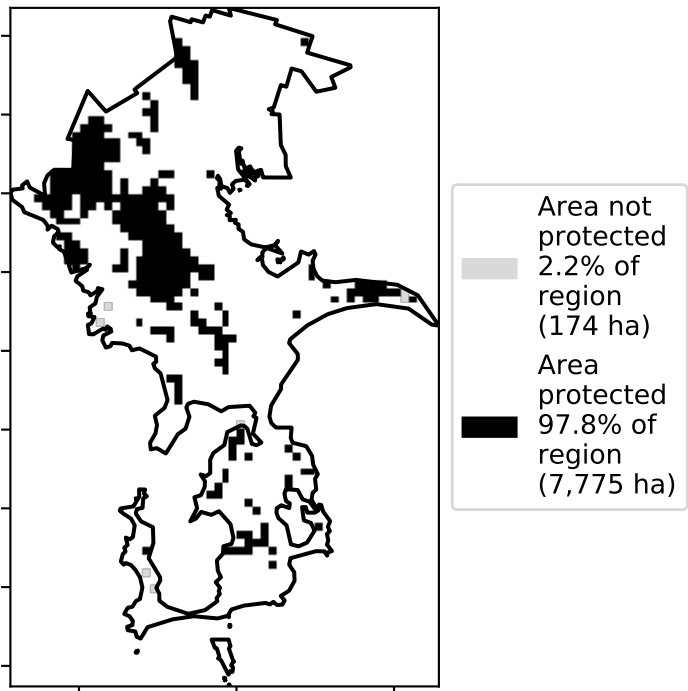 Area not
protected
2.2% of
region
(174 ha)
Area
protected
97.8% of
region
(7,775 ha)